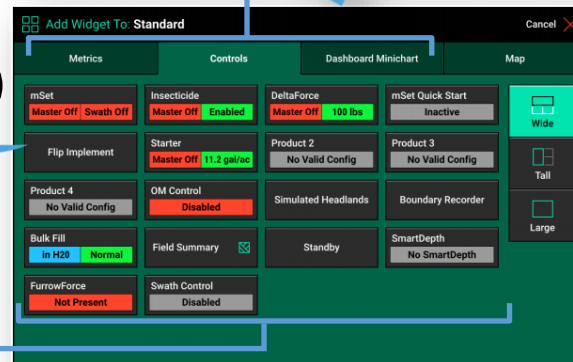 Add Widget To: Standard
Cancel
Metrics
Controls
Dashboard Minichart
Map
mSet
Master Off Swath Off
Insecticide
Master Off Enabled
DeltaForce
Master Off 100 lbs
mSet Quick Start
Inactive
Wide
Flip Implement
Starter
Master Off 11.2 gal/ac
Product 2
No Valid Config
Product 3
No Valid Config
Tall
Product 4
No Valid Config
OM Control
Disabled
Simulated Headlands
Boundary Recorder
Large
Bulk Fill
in H20 Normal
Field Summary
Standby
SmartDepth
No SmartDepth
FurrowForce
Not Present
Swath Control
Disabled